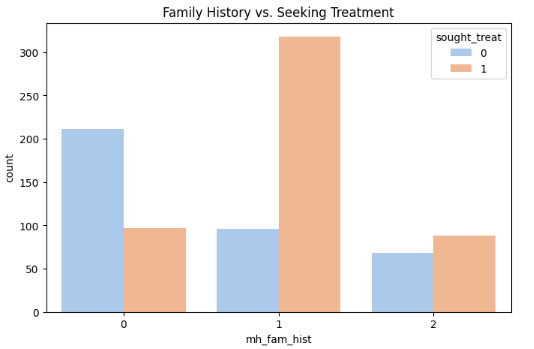 Family History vs. Seeking Treatment
sought_treat
0
1
300
250
200
150
100
50
0
count
0 1 2
mh_fam_hist